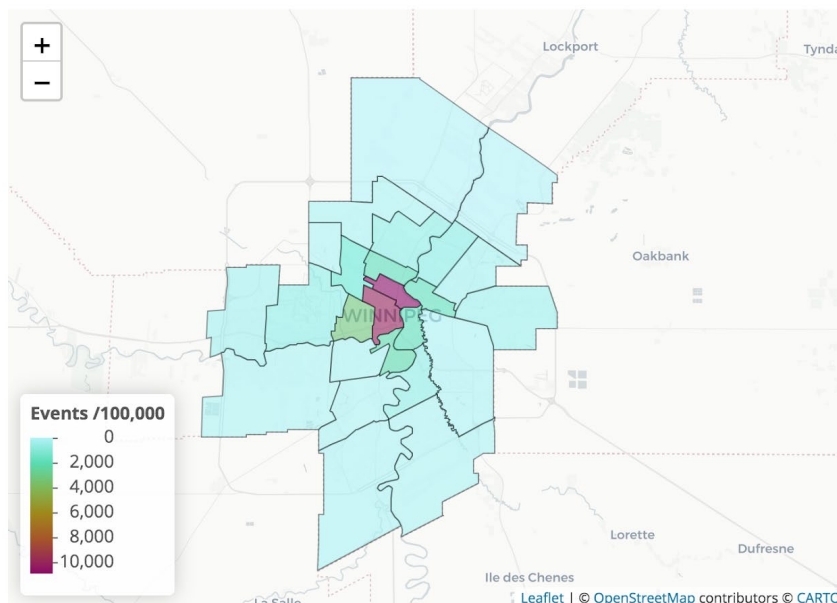 +
−
Lockport
Tynda
Oakbank
WINNIPEG
Events /100,000
0
2,000
4,000
6,000
8,000
10,000
Lorette
Dufresne
Ile des Chenes
La Salle
Leaflet | © OpenStreetMap contributors © CARTO